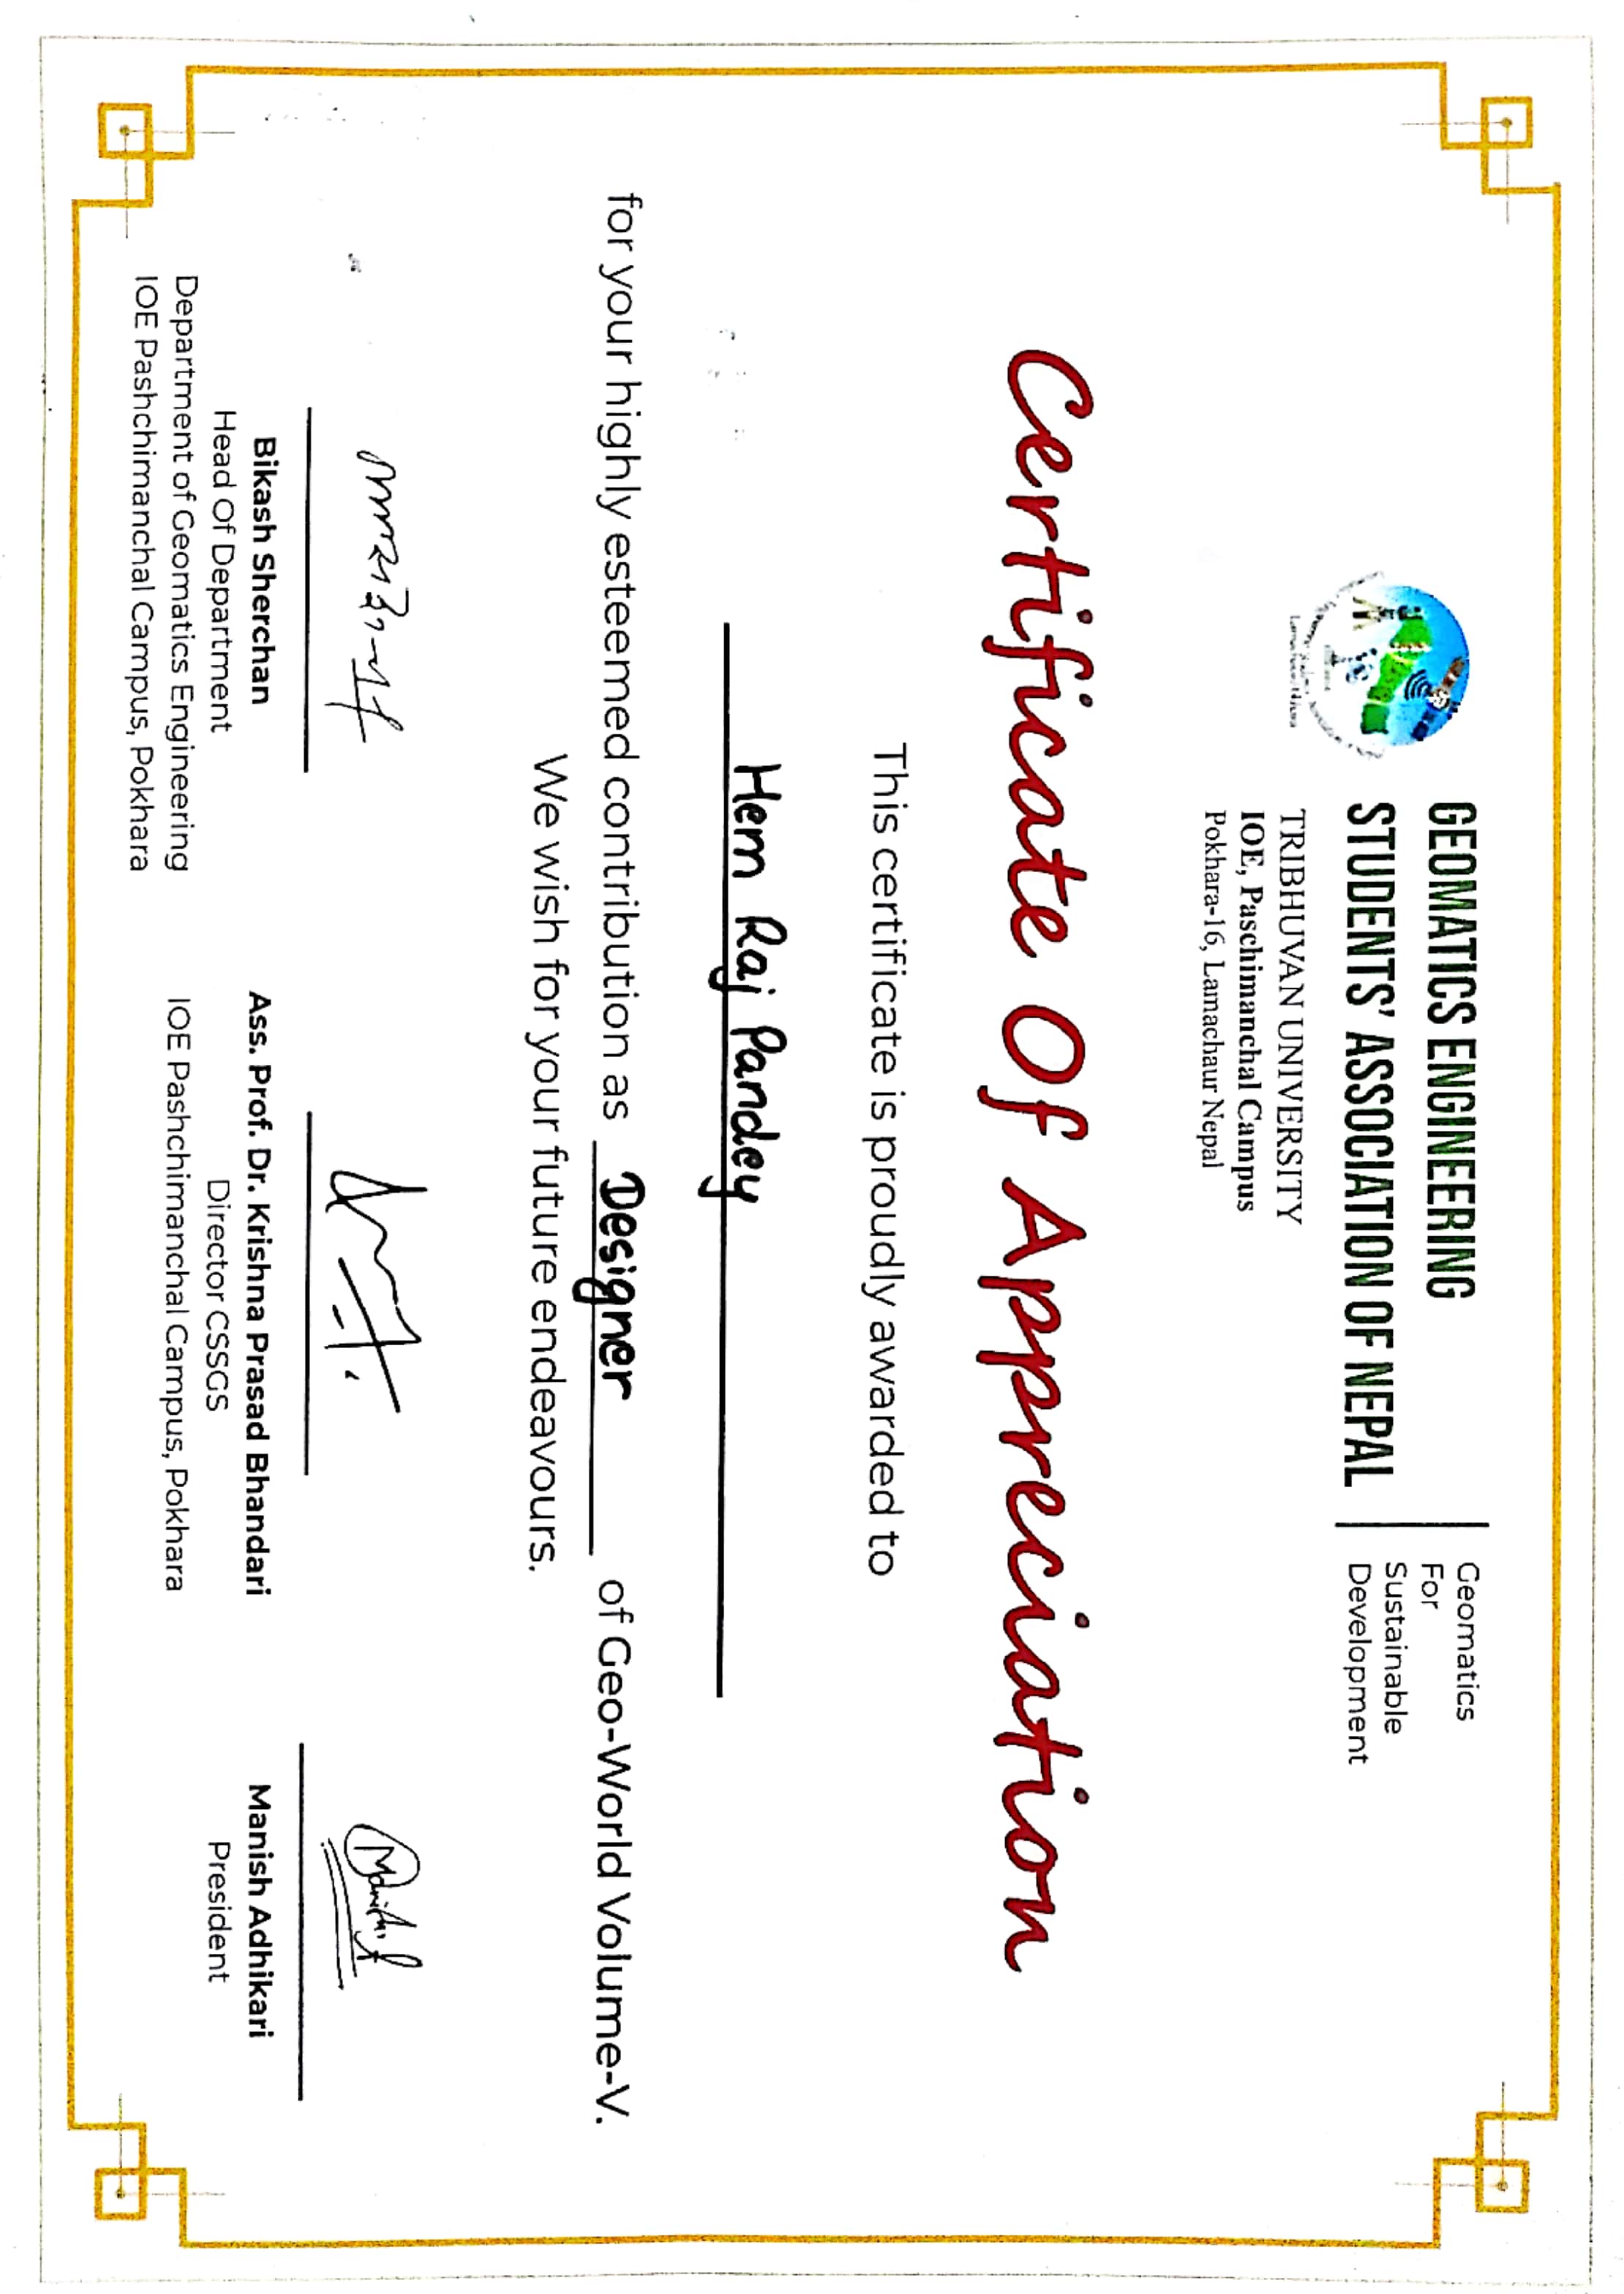 GEOMATICS ENGINEERING
STUDENTS' ASSOCIATION OF NEPAL
Geomatics
For
Sustainable
Development
TRIBHUVAN UNIVERSITY
IOE, Paschimanchal Campus
Pokhara-16, Lamachaur Nepal
Certificate Of Appreciation
This certificate is proudly awarded to
Hem Raj Pandey
for your highly esteemed contribution as Designer of Geo-World Volume-V.
We wish for your future endeavours.
Bikash Sherchan
Head Of Department
Department of Geomatics Engineering
IOE Pashchimanchal Campus, Pokhara
Ass. Prof. Dr. Krishna Prasad Bhandari
Director CSSGS
IOE Pashchimanchal Campus, Pokhara
Manish Adhikari
President